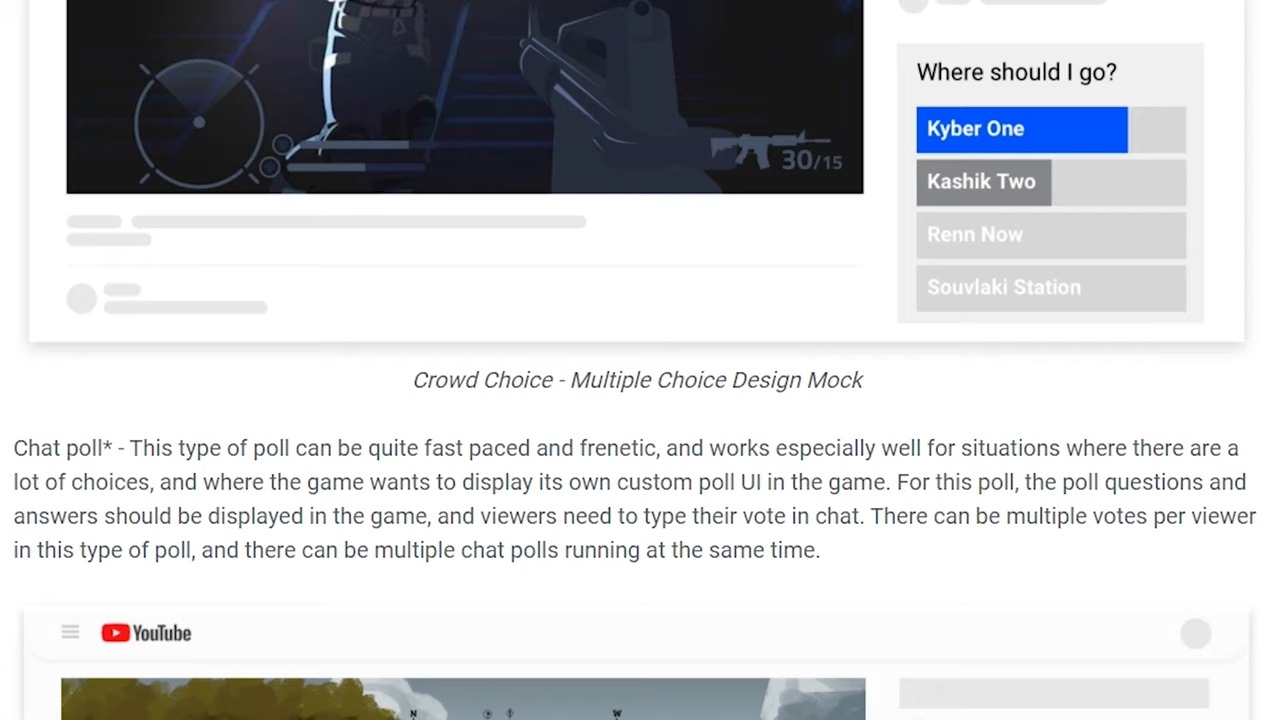 Where should I go?
Kyber One
30/15
Kashik Two
Renn Now
Souvlaki Station
Crowd Choice - Multiple Choice Design Mock
Chat poll* - This type of poll can be quite fast paced and frenetic, and works especially well for situations where there are a
lot of choices, and where the game wants to display its own custom poll UI in the game. For this poll, the poll questions and
answers should be displayed in the game, and viewers need to type their vote in chat. There can be multiple votes per viewer
in this type of poll, and there can be multiple chat polls running at the same time.
YouTube
N W